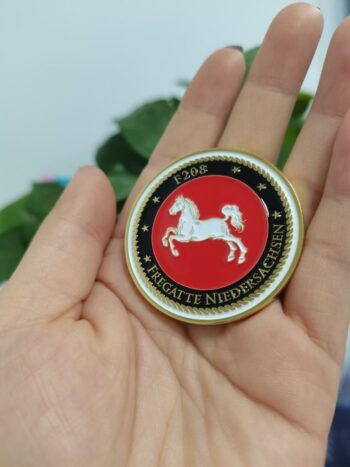 F208
FREGATTE NIEDERSACHSEN